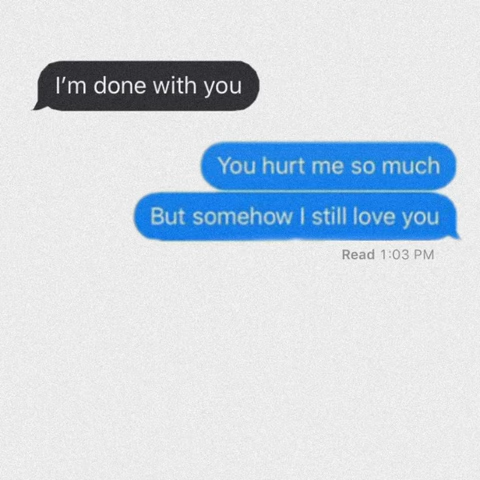 I’m done with you
You hurt me so much
But somehow I still love you
Read 1:03 PM